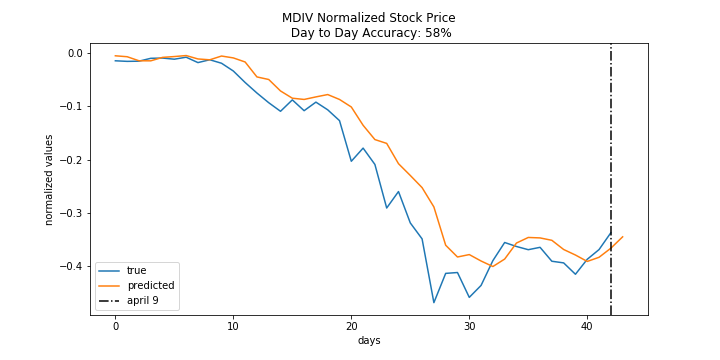 MDIV Normalized Stock Price
Day to Day Accuracy: 58%
0.0
−0.1
−0.2
−0.3
−0.4
normalized values
true
predicted
april 9
0
10
20
30
40
days